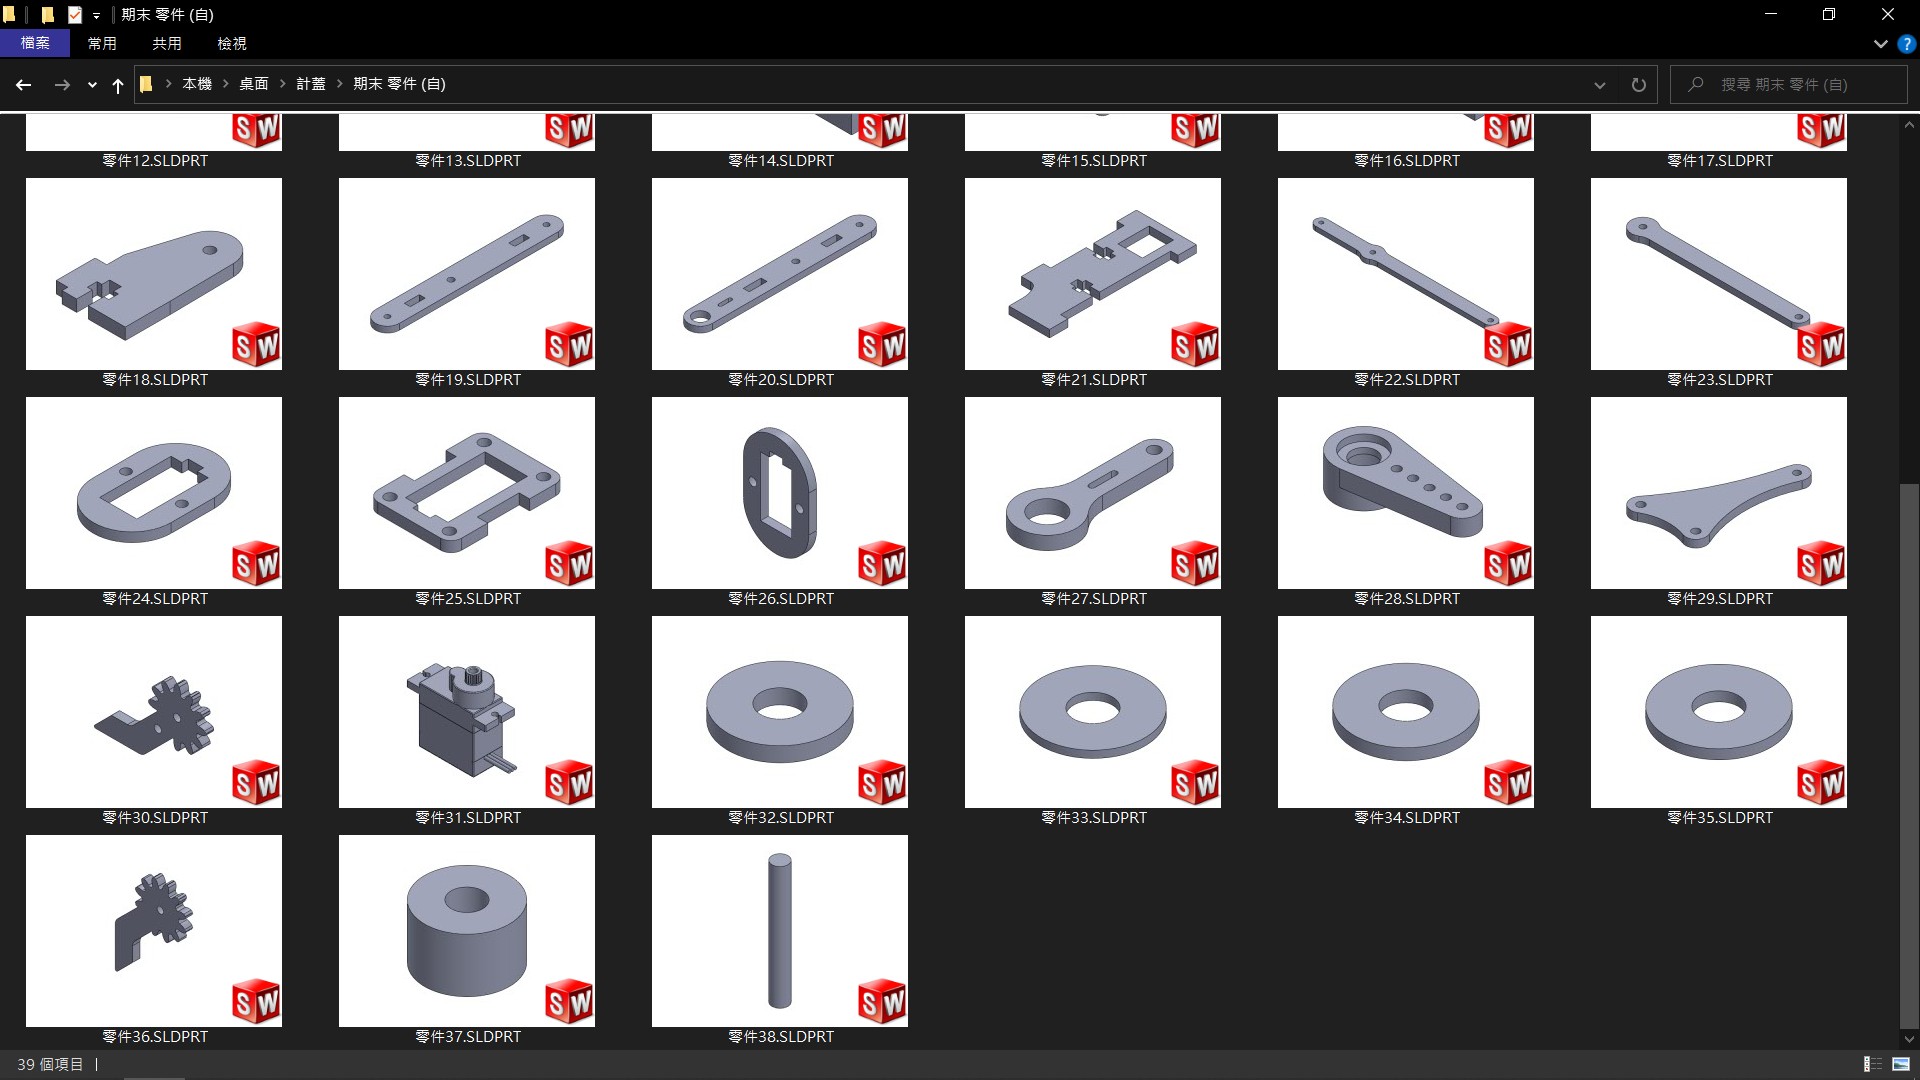 期末 零件 (自)
檔案 常用 共用 檢視
本機 桌面 計蓋 期末 零件 (自) 搜尋 期末 零件 (自)
SW SW SW SW SW SW
零件12.SLDPRT 零件13.SLDPRT 零件14.SLDPRT 零件15.SLDPRT 零件16.SLDPRT 零件17.SLDPRT
SW SW SW SW SW SW
零件18.SLDPRT 零件19.SLDPRT 零件20.SLDPRT 零件21.SLDPRT 零件22.SLDPRT 零件23.SLDPRT
SW SW SW SW SW SW
零件24.SLDPRT 零件25.SLDPRT 零件26.SLDPRT 零件27.SLDPRT 零件28.SLDPRT 零件29.SLDPRT
SW SW SW SW SW SW
零件30.SLDPRT 零件31.SLDPRT 零件32.SLDPRT 零件33.SLDPRT 零件34.SLDPRT 零件35.SLDPRT
SW SW SW
零件36.SLDPRT 零件37.SLDPRT 零件38.SLDPRT
39 個項目